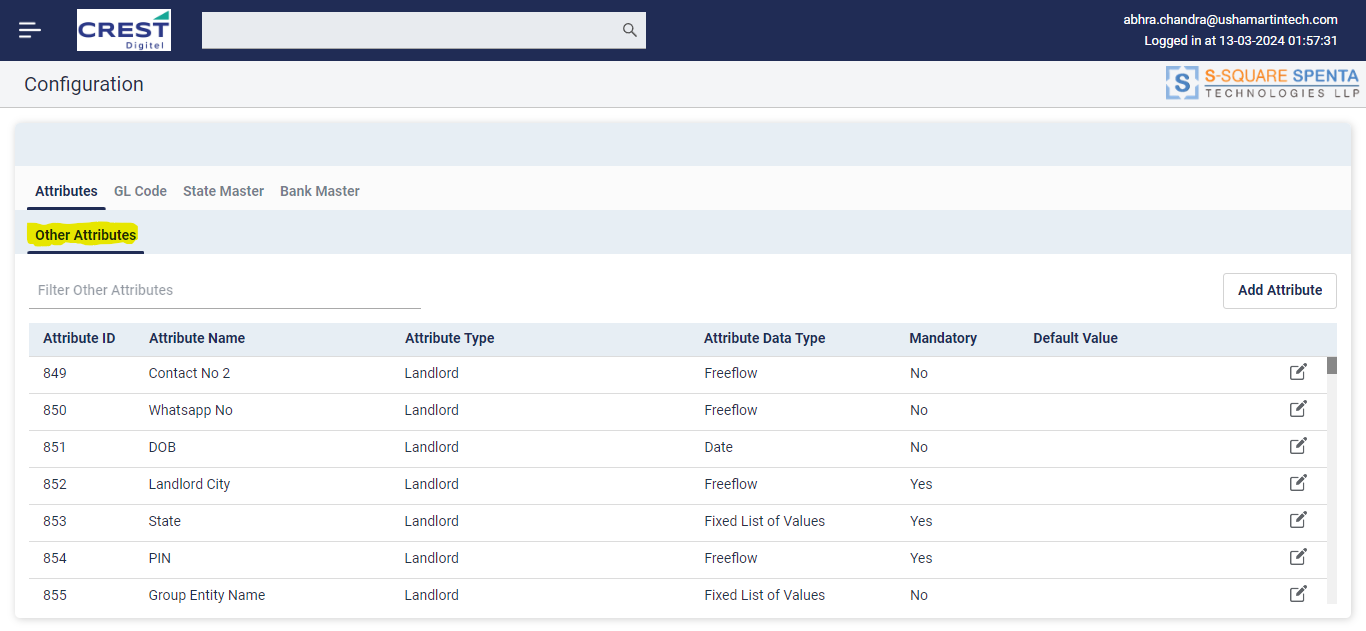 CREST
Digitel
abhra.chandra@ushamartintech.com
Logged in at 13-03-2024 01:57:31
Configuration
S S-SQUARE SPENTA
TECHNOLOGIES LLP
Attributes GL Code State Master Bank Master
Other Attributes
Filter Other Attributes Add Attribute
Attribute ID Attribute Name Attribute Type Attribute Data Type Mandatory Default Value
849 Contact No 2 Landlord Freeflow No
850 Whatsapp No Landlord Freeflow No
851 DOB Landlord Date No
852 Landlord City Landlord Freeflow Yes
853 State Landlord Fixed List of Values Yes
854 PIN Landlord Freeflow Yes
855 Group Entity Name Landlord Fixed List of Values No